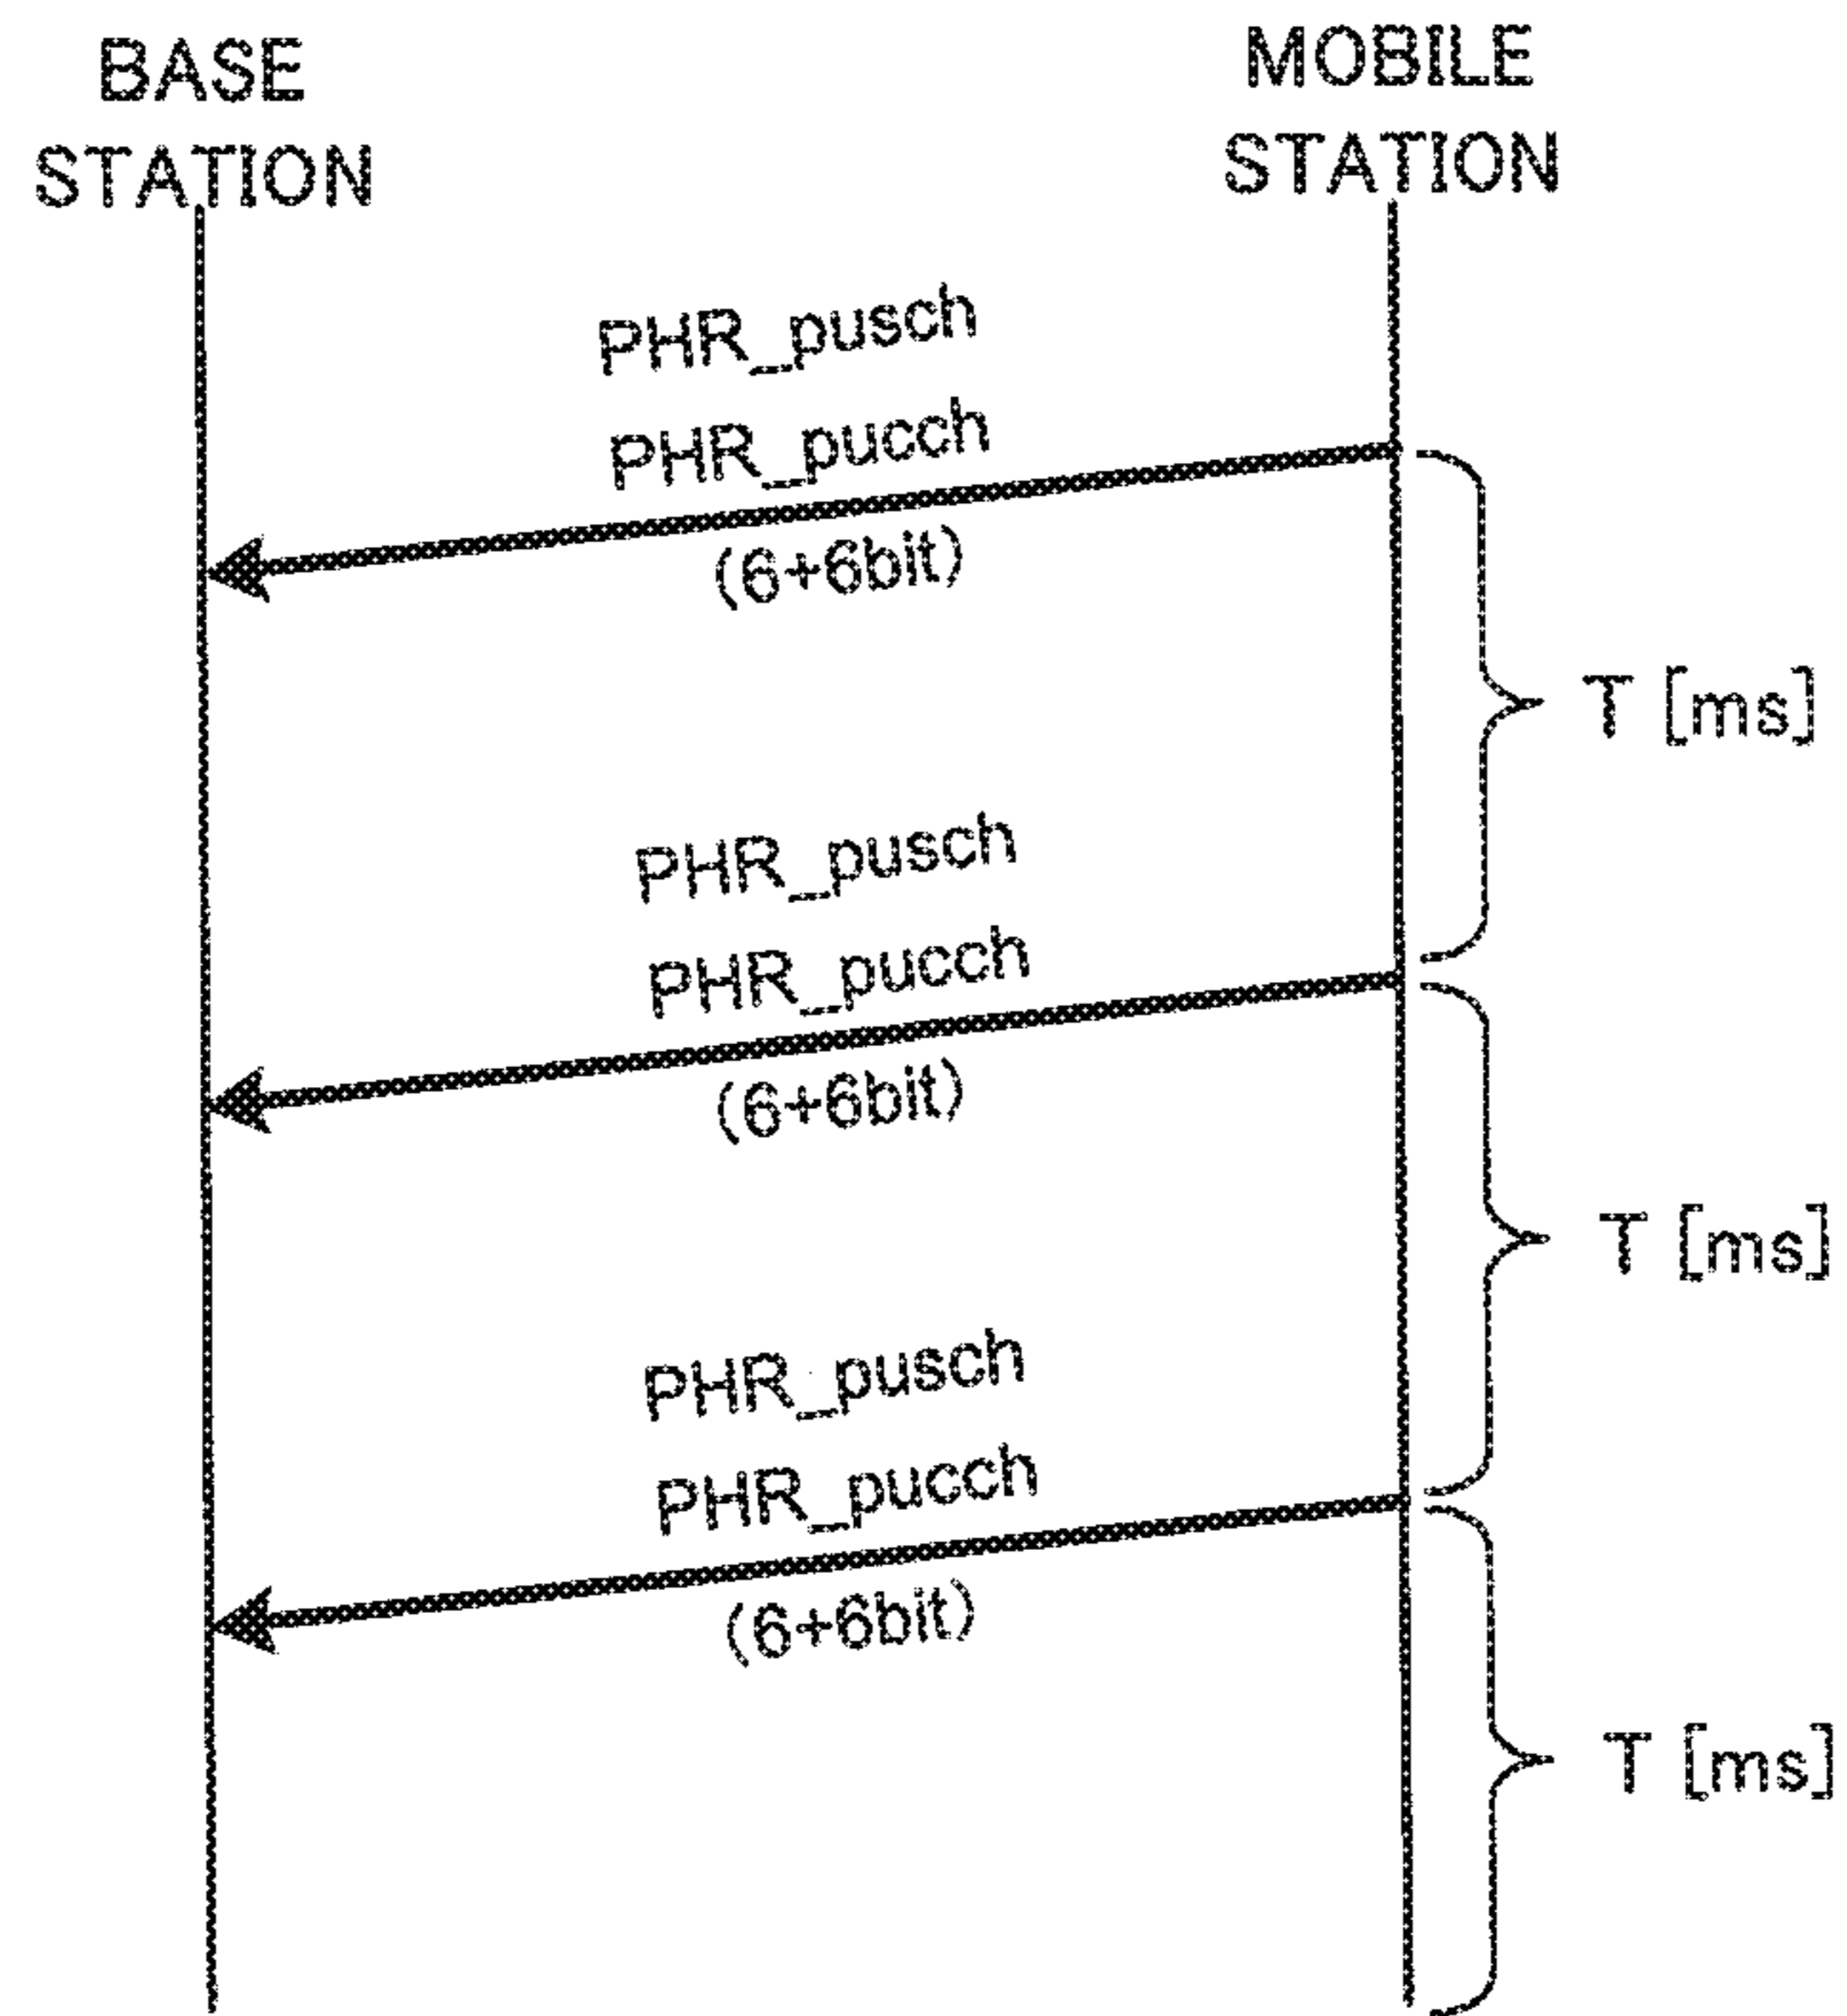 BASE
STATION
MOBILE
STATION
PHR_pusch
PHR_pucch
(6+6bit)
T [ms]
PHR_pusch
PHR_pucch
(6+6bit)
T [ms]
PHR_pusch
PHR_pucch
(6+6bit)
T [ms]